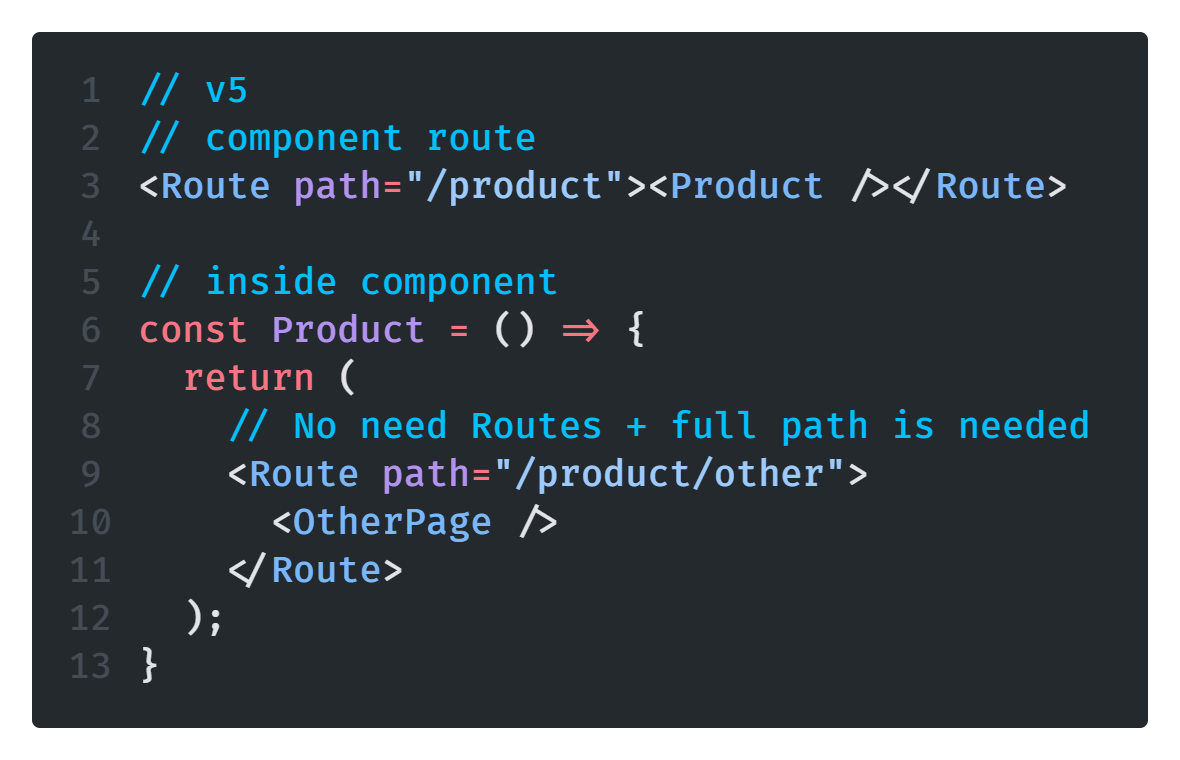 1 // v5
2 // component route
3 <Route path="/product"><Product /></Route>
4
5 // inside component
6 const Product = () => {
7   return (
8     // No need Routes + full path is needed
9     <Route path="/product/other">
10       <OtherPage />
11     </Route>
12   );
13 }